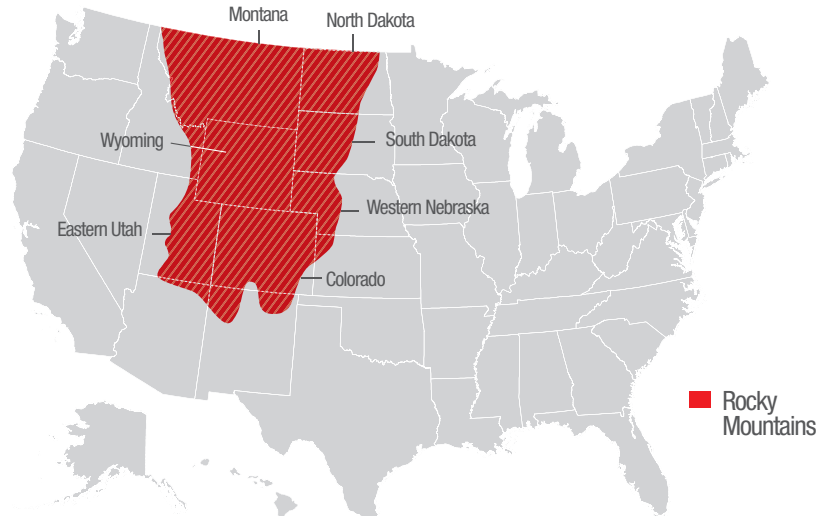 Montana
North Dakota
Wyoming
South Dakota
Western Nebraska
Eastern Utah
Colorado
Rocky
Mountains